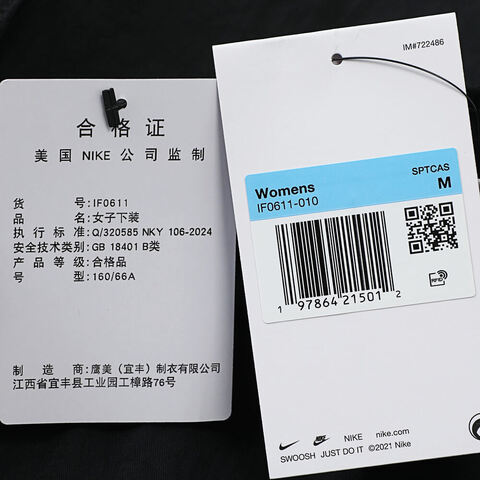 合格证
美国 NIKE 公司监制
货号:IF0611
品名:女子下装
执行标准:Q/320585 NKY 106-2024
安全技术类别:GB 18401 B类
产品等级:合格品
号型:160/66A
制造商:鹰美（宜丰）制衣有限公司
江西省宜丰县工业园工樟路76号
IM#722486
SPTCAS
Womens M
IF0611-010
1 97864 21501 2
RFID
NIKE nike.com
SWOOSH JUST DO IT ©2021 Nike